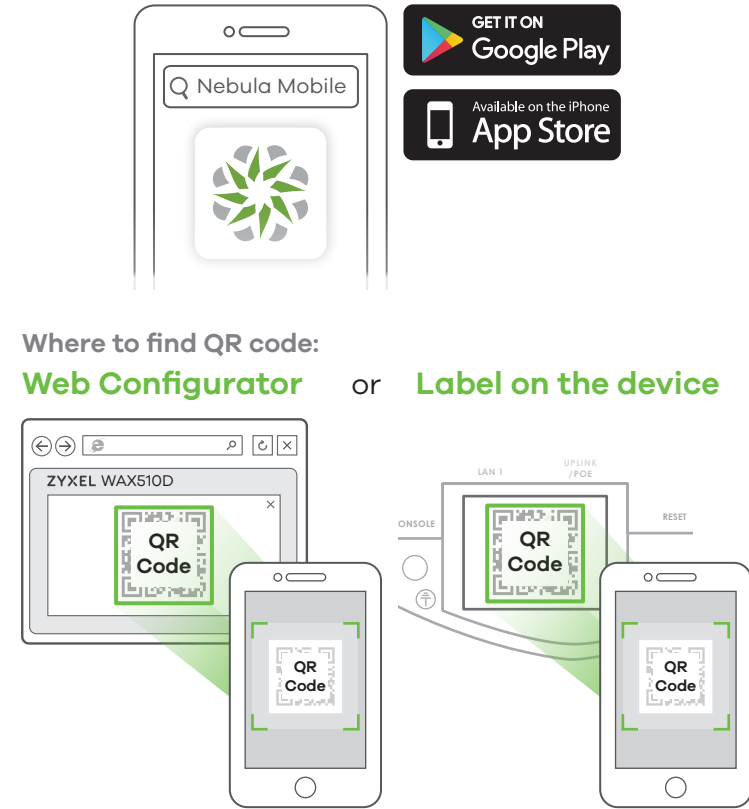 GET IT ON
Google Play
Nebula Mobile
Available on the iPhone
App Store
Where to find QR code:
Web Configurator or Label on the device
ZYXEL WAX510D
QR
Code
QR
Code
LAN 1
UPLINK
/POE
ONSOLE
RESET
QR
Code
QR
Code